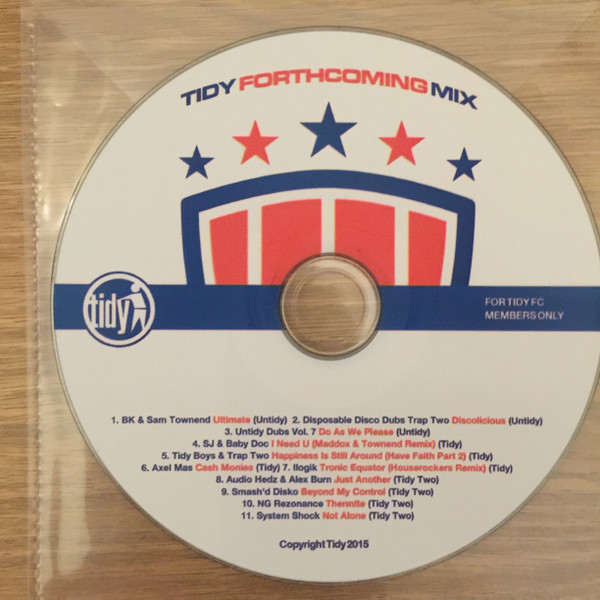 TIDY FORTHCOMING MIX
tidy
FOR TIDY FC
MEMBERS ONLY
1. BK & Sam Townend Ultimate (Untidy) 2. Disposable Disco Dubs Trap Two Discolicious (Untidy)
3. Untidy Dubs Vol. 7 Do As We Please (Untidy)
4. SJ & Baby Doc I Need U (Maddox & Townend Remix) (Tidy)
5. Tidy Boys & Trap Two Happiness Is Still Around (Have Faith Part 2) (Tidy)
6. Axel Mas Cash Monies (Tidy) 7. Ilogik Tronic Equator (Houserockers Remix) (Tidy)
8. Audio Hedz & Alex Burn Just Another (Tidy Two)
9. Smash'd Disko Beyond My Control (Tidy Two)
10. NG Rezonance Thermite (Tidy Two)
11. System Shock Not Alone (Tidy Two)
Copyright Tidy 2015